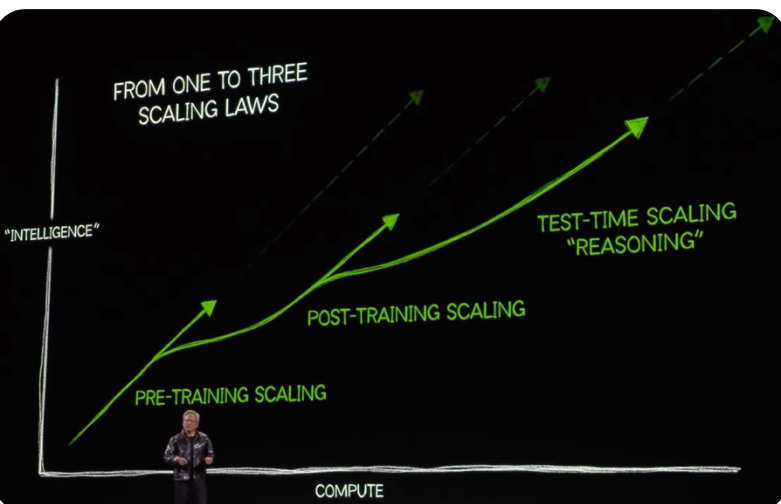 FROM ONE TO THREE
SCALING LAWS
"INTELLIGENCE"
TEST-TIME SCALING
"REASONING"
POST-TRAINING SCALING
PRE-TRAINING SCALING
COMPUTE